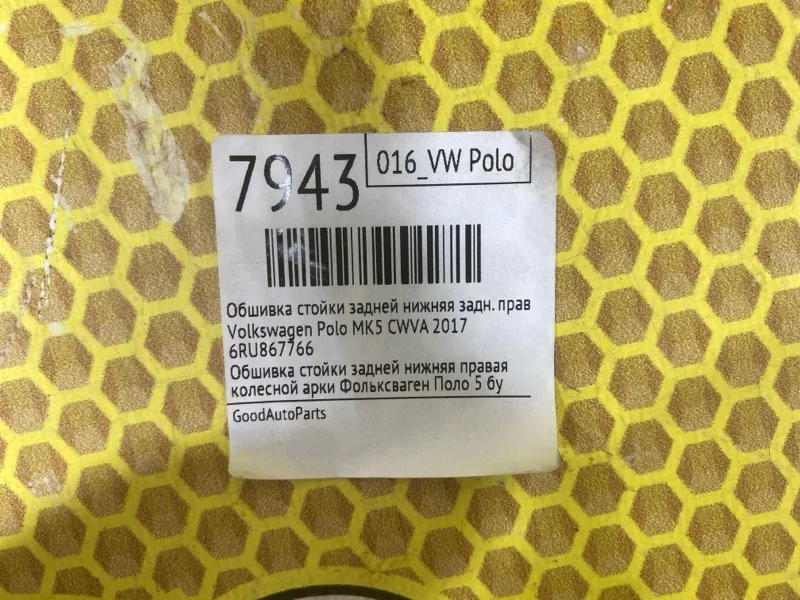 7943
016_VW Polo
Обшивка стойки задней нижняя задн. прав
Volkswagen Polo MK5 CWVA 2017
6RU867766
Обшивка стойки задней нижняя правая
колесной арки Фольксваген Поло 5 бу
GoodAutoParts